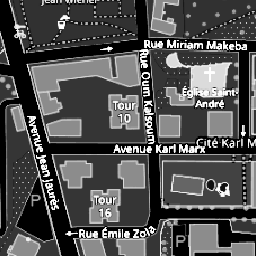 Rue Miriam Makeba
Rue Oum Kalsoum
Église Saint-
André
Tour
10
Cité Karl M
Avenue Karl Marx
Avenue Jean Jaurès
P
Tour
16
Rue Émile Zola
P